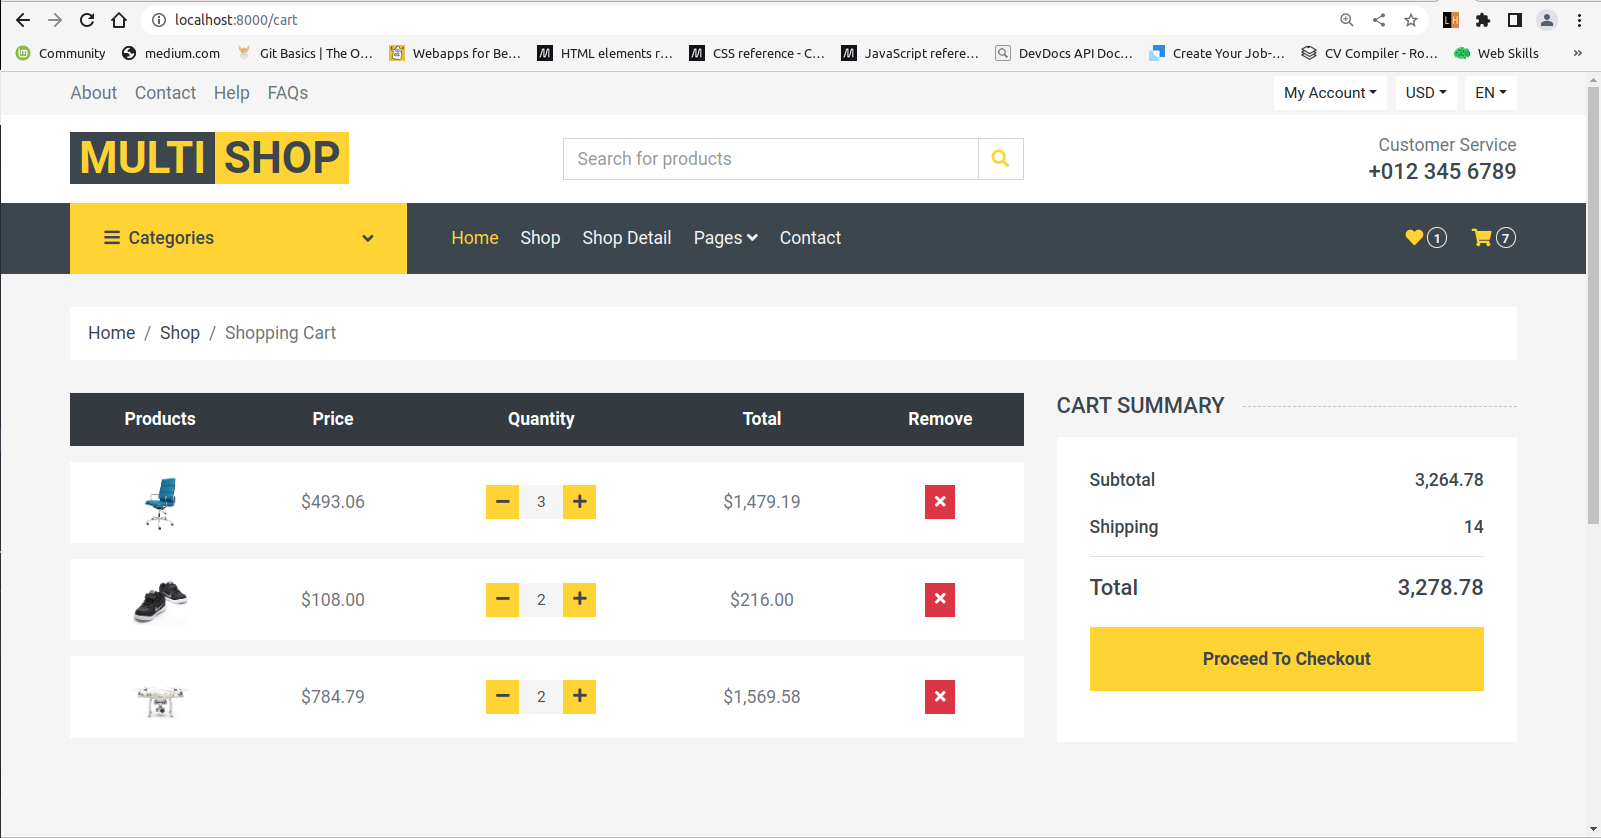 localhost:8000/cart
Community medium.com Git Basics | The O... Webapps for Be... HTML elements r... CSS reference - C... JavaScript refere... DevDocs API Doc... Create Your Job-... CV Compiler - Ro... Web Skills »
About Contact Help FAQs My Account USD EN
MULTI SHOP
Search for products
Customer Service
+012 345 6789
Categories Home Shop Shop Detail Pages Contact 1 7
Home / Shop / Shopping Cart
Products Price Quantity Total Remove
$493.06 3 $1,479.19
$108.00 2 $216.00
$784.79 2 $1,569.58
CART SUMMARY
Subtotal 3,264.78
Shipping 14
Total 3,278.78
Proceed To Checkout